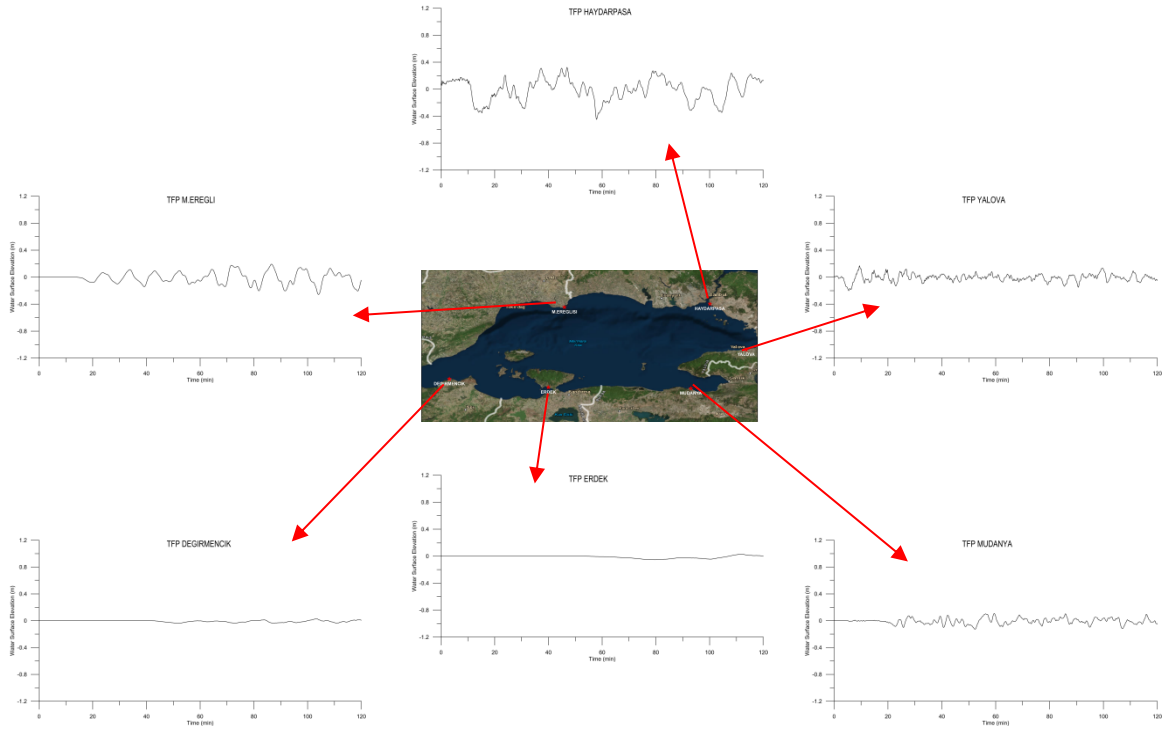 TFP HAYDARPASA
Water Surface Elevation (m)
1.2
0.8
0.4
0
-0.4
-0.8
-1.2
0 20 40 60 80 100 120
Time (min)
TFP M.EREGLI
Water Surface Elevation (m)
1.2
0.8
0.4
0
-0.4
-0.8
-1.2
0 20 40 60 80 100 120
Time (min)
TFP YALOVA
Water Surface Elevation (m)
1.2
0.8
0.4
0
-0.4
-0.8
-1.2
0 20 40 60 80 100 120
Time (min)
M.EREGLISI
HAYDARPASA
YALOVA
DEGIRMENCIK
ERDEK
MUDANYA
TFP ERDEK
Water Surface Elevation (m)
1.2
0.8
0.4
0
-0.4
-0.8
-1.2
0 20 40 60 80 100 120
Time (min)
TFP DEGIRMENCIK
Water Surface Elevation (m)
1.2
0.8
0.4
0
-0.4
-0.8
-1.2
0 20 40 60 80 100 120
Time (min)
TFP MUDANYA
Water Surface Elevation (m)
1.2
0.8
0.4
0
-0.4
-0.8
-1.2
0 20 40 60 80 100 120
Time (min)